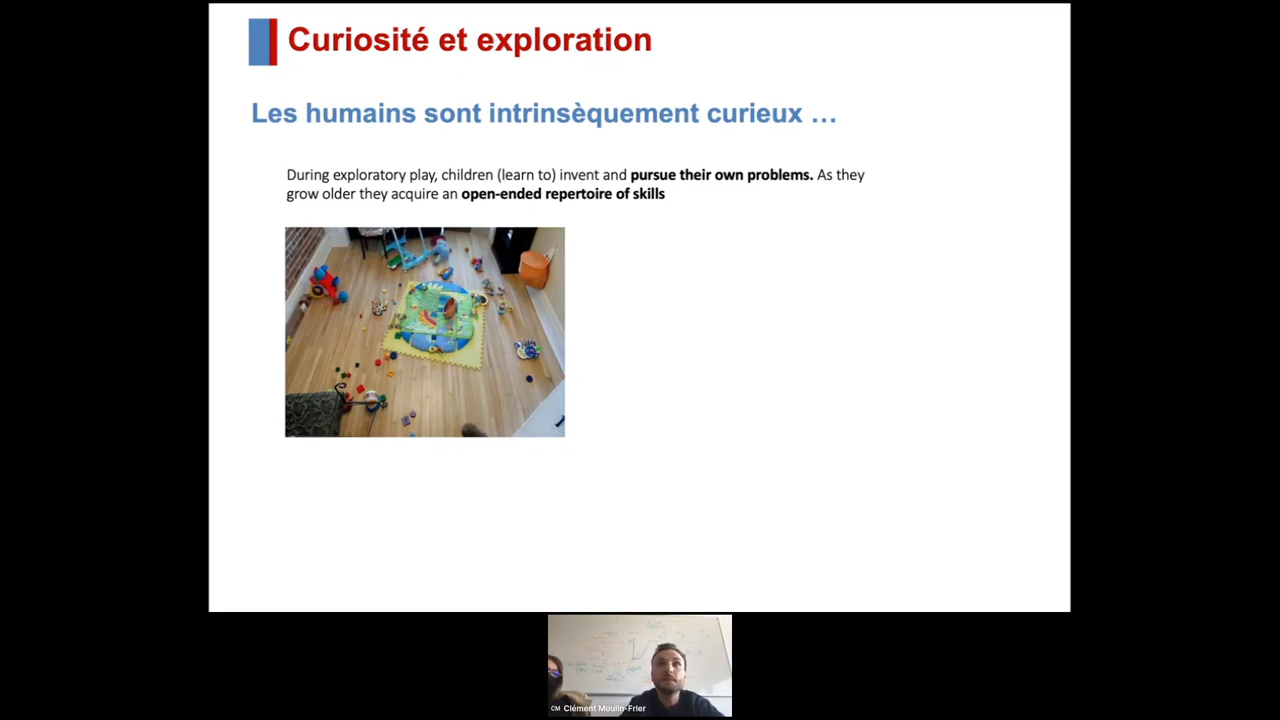 Curiosité et exploration
Les humains sont intrinsèquement curieux …
During exploratory play, children (learn to) invent and pursue their own problems. As they
grow older they acquire an open-ended repertoire of skills
CM Clément Moulin-Frier